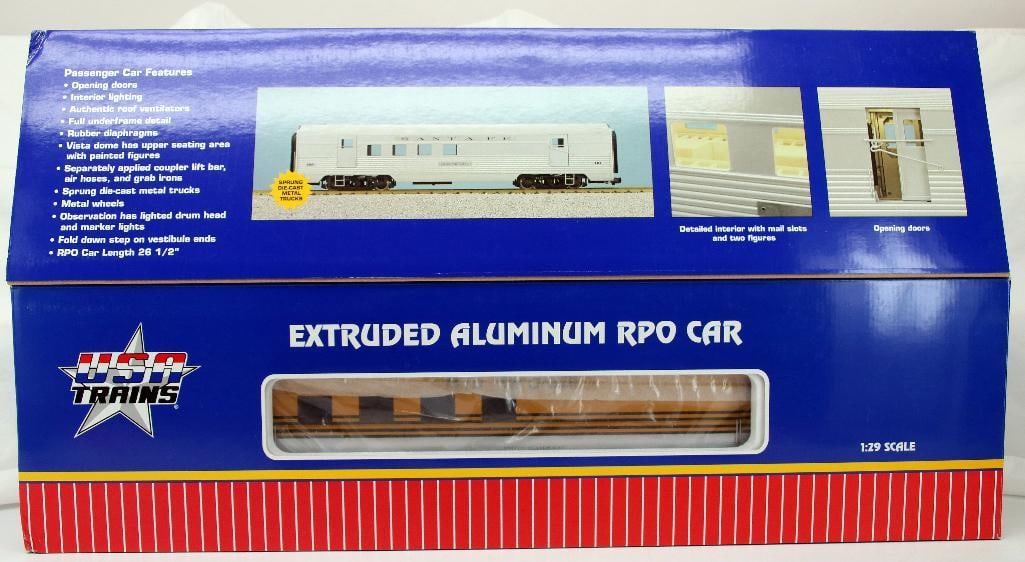 Passenger Car Features
• Opening doors
• Interior lighting
• Authentic roof ventilators
• Full underframe detail
• Rubber diaphragms
• Vista dome has upper seating area
with painted figures
• Separately applied coupler lift bar,
air hoses, and grab irons
• Sprung die-cast metal trucks
• Metal wheels
• Observation has lighted drum head
and marker lights
• Fold down step on vestibule ends
• RPO Car Length 26 1/2"
SANTA FE
SPRUNG
DIE-CAST
METAL
TRUCKS
Detailed interior with mail slots
and two figures
Opening doors
EXTRUDED ALUMINUM RPO CAR
USA
TRAINS®
1:29 SCALE